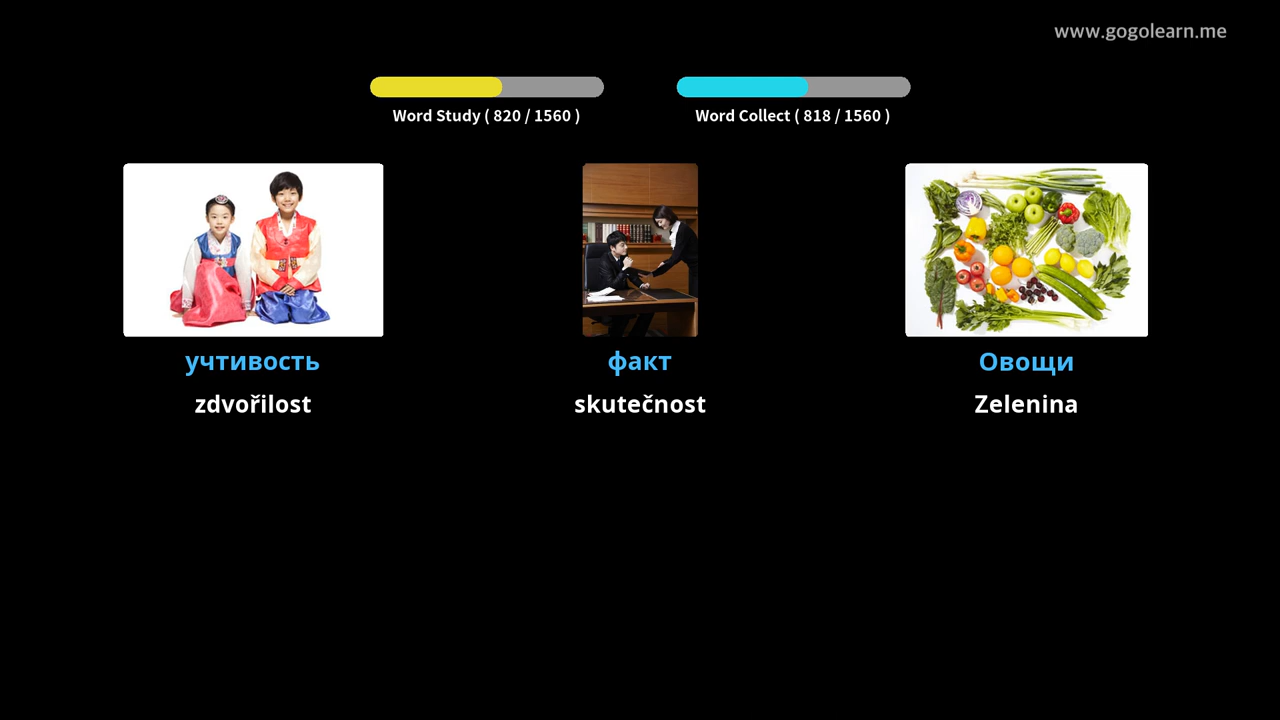 www.gogolearn.me
Word Study ( 820 / 1560 )
Word Collect ( 818 / 1560 )
учтивость
факт
Овощи
zdvořilost
skutečnost
Zelenina